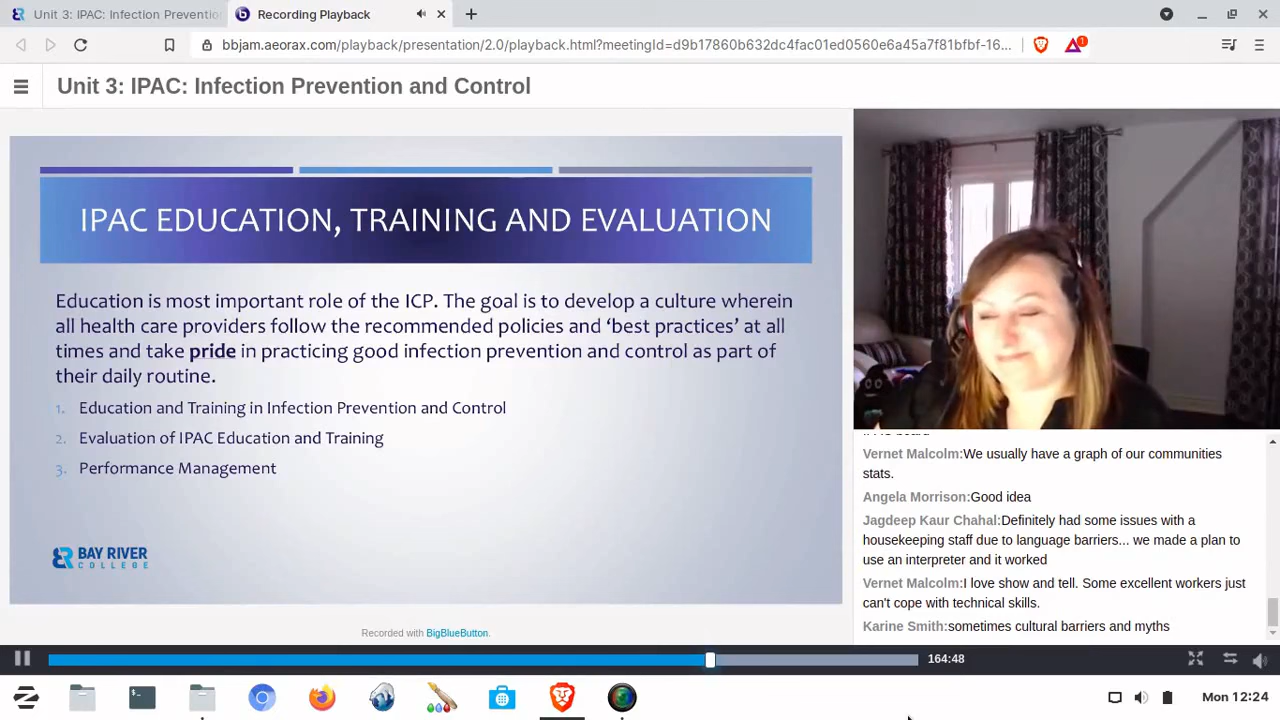 Unit 3: IPAC: Infection Preventio
Recording Playback
bbjam.aeorax.com/playback/presentation/2.0/playback.html?meetingId=d9b17860b632dc4fac01ed0560e6a45a7f81bfbf-16...
1
Unit 3: IPAC: Infection Prevention and Control
IPAC EDUCATION, TRAINING AND EVALUATION
Education is most important role of the ICP. The goal is to develop a culture wherein
all health care providers follow the recommended policies and ‘best practices’ at all
times and take pride in practicing good infection prevention and control as part of
their daily routine.
1. Education and Training in Infection Prevention and Control
2. Evaluation of IPAC Education and Training
3. Performance Management
BAY RIVER
COLLEGE
Recorded with BigBlueButton.
Vernet Malcolm:We usually have a graph of our communities
stats.
Angela Morrison:Good idea
Jagdeep Kaur Chahal:Definitely had some issues with a
housekeeping staff due to language barriers... we made a plan to
use an interpreter and it worked
Vernet Malcolm:I love show and tell. Some excellent workers just
can't cope with technical skills.
Karine Smith:sometimes cultural barriers and myths
164:48
Mon 12:24